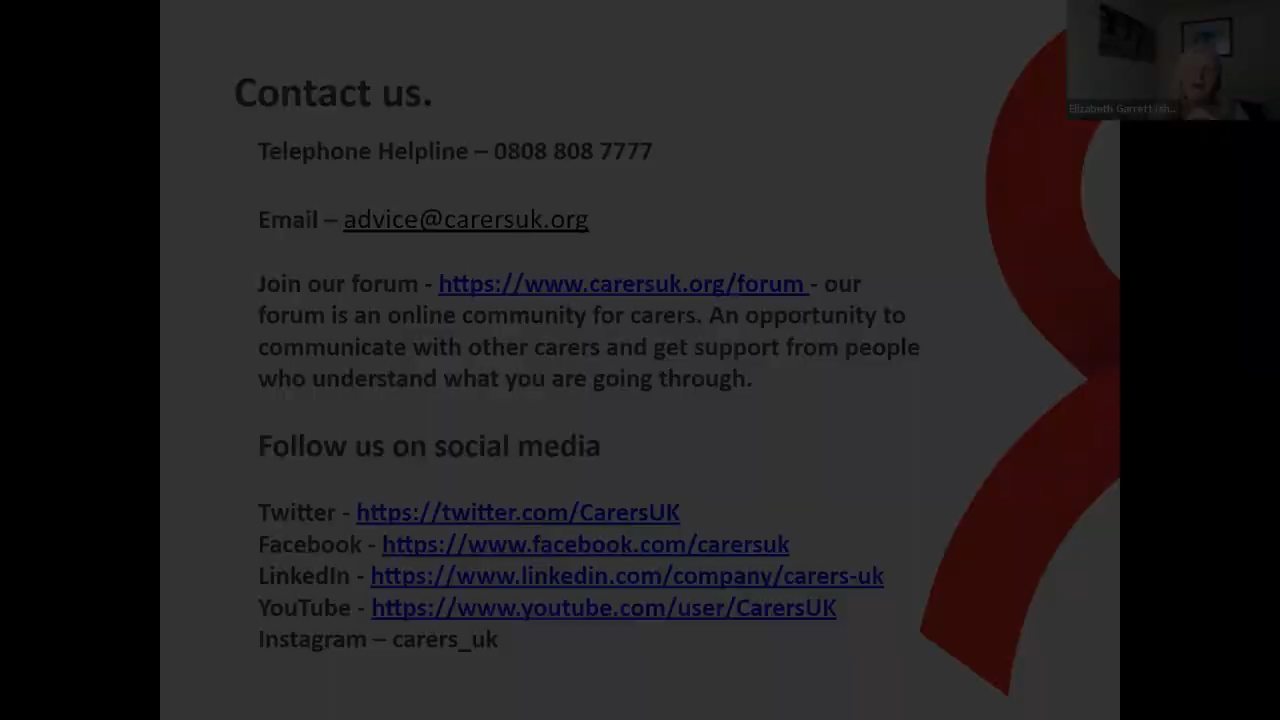 Contact us.
Telephone Helpline – 0808 808 7777
Email – advice@carersuk.org
Join our forum - https://www.carersuk.org/forum - our
forum is an online community for carers. An opportunity to
communicate with other carers and get support from people
who understand what you are going through.
Follow us on social media
Twitter - https://twitter.com/CarersUK
Facebook - https://www.facebook.com/carersuk
LinkedIn - https://www.linkedin.com/company/carers-uk
YouTube - https://www.youtube.com/user/CarersUK
Instagram – carers_uk
Elizabeth Garrett